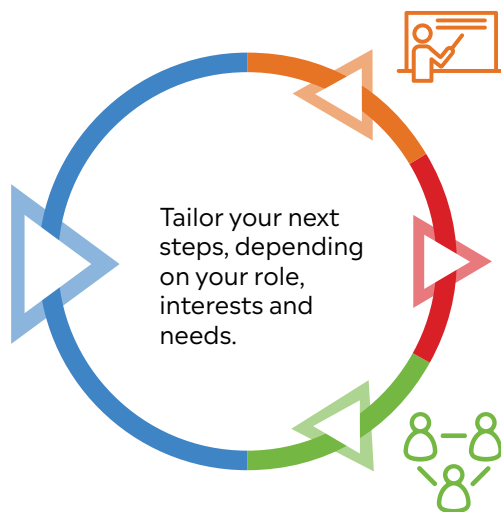 Tailor your next
steps, depending
on your role,
interests and
needs.